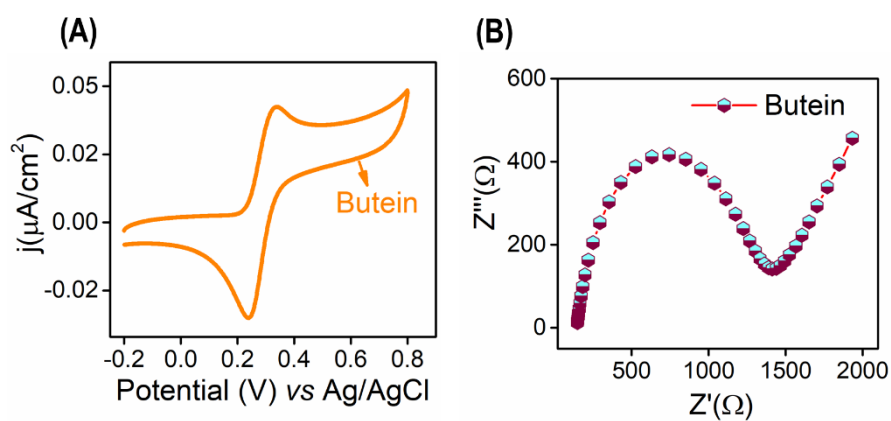 (A)
0.05
0.02
0.00
-0.02
j(μA/cm²)
Butein
-0.2 0.0 0.2 0.4 0.6 0.8
Potential (V) vs Ag/AgCl
(B)
600
400
200
0
Z'''(Ω)
Butein
500 1000 1500 2000
Z'(Ω)